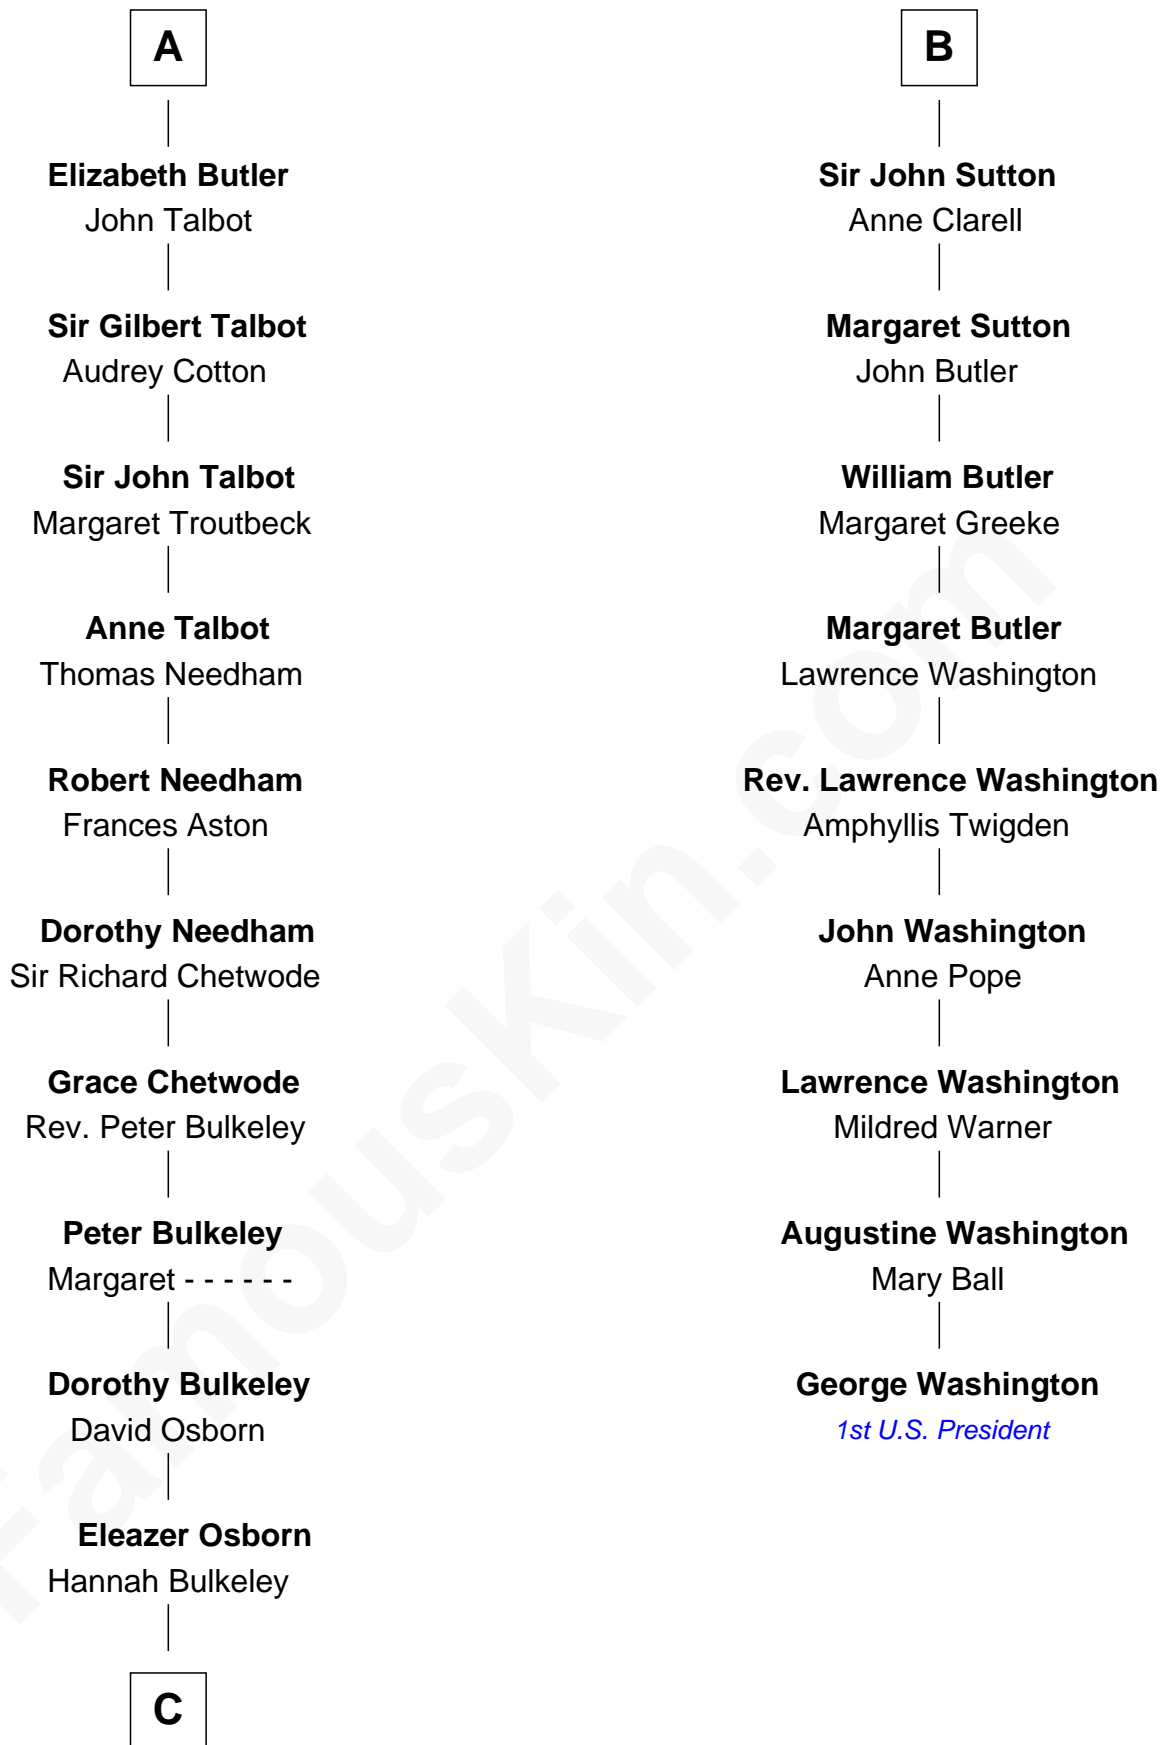 A
Elizabeth Butler
John Talbot
Sir Gilbert Talbot
Audrey Cotton
Sir John Talbot
Margaret Troutbeck
Anne Talbot
Thomas Needham
Robert Needham
Frances Aston
Dorothy Needham
Sir Richard Chetwode
Grace Chetwode
Rev. Peter Bulkeley
Peter Bulkeley
Margaret - - - - - -
Dorothy Bulkeley
David Osborn
Eleazer Osborn
Hannah Bulkeley
C
B
Sir John Sutton
Anne Clarell
Margaret Sutton
John Butler
William Butler
Margaret Greeke
Margaret Butler
Lawrence Washington
Rev. Lawrence Washington
Amphyllis Twigden
John Washington
Anne Pope
Lawrence Washington
Mildred Warner
Augustine Washington
Mary Ball
George Washington
1st U.S. President
FamousKin.com